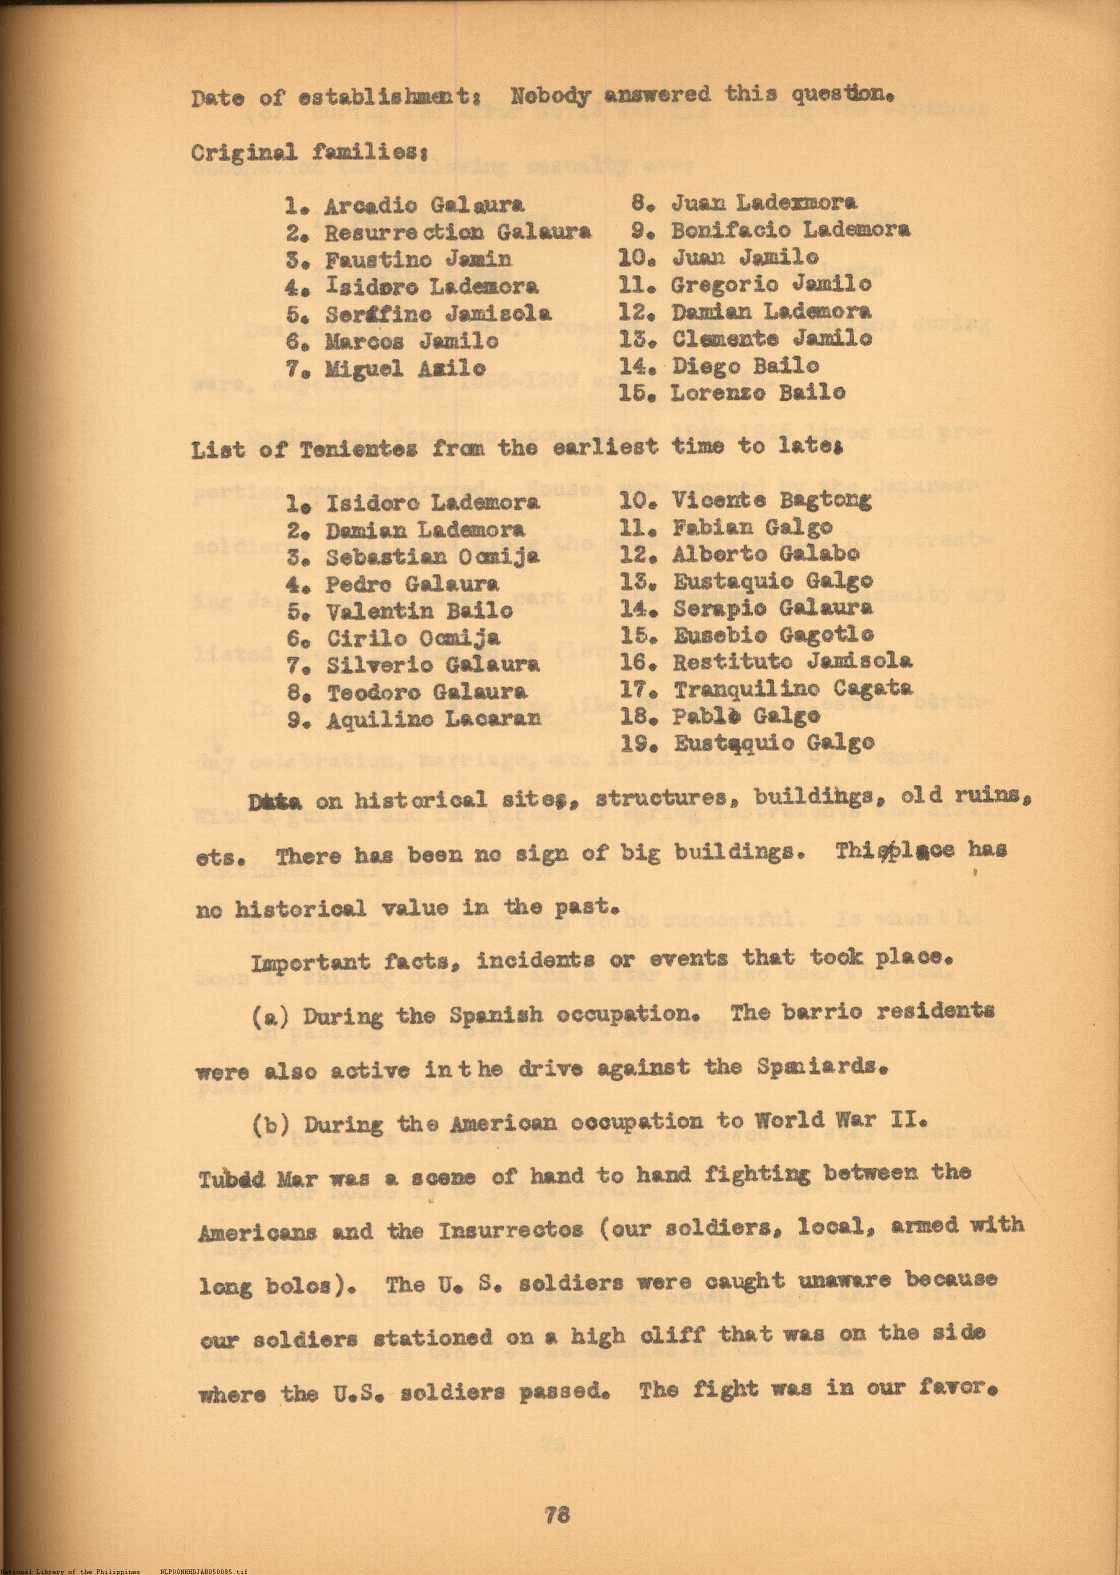 Date of establishment: Nobody answered this question.
Original families:
1. Arcadio Galaura
2. Resurrection Galaura
3. Faustino Jamin
4. Isidoro Lademora
5. Serffino Jamisola
6. Marcos Jamilo
7. Miguel Azilo
8. Juan Ladezmora
9. Bonifacio Lademora
10. Juan Jamilo
11. Gregorio Jamilo
12. Damian Lademora
13. Clemente Jamilo
14. Diego Bailo
15. Lorenzo Bailo
List of Tenientes from the earliest time to late:
1. Isidoro Lademora
2. Damian Lademora
3. Sebastian Ocmija
4. Pedro Galaura
5. Valentin Bailo
6. Cirilo Ocmija
7. Silverio Galaura
8. Teodoro Galaura
9. Aquilino Lacaran
10. Vicente Bagtong
11. Fabian Galgo
12. Alberto Galabo
13. Eustaquio Galgo
14. Serapio Galaura
15. Eusebio Gagotlo
16. Restituto Jamisola
17. Tranquilino Cagata
18. Pablo Galgo
19. Eustaquio Galgo
Data on historical sites, structures, buildings, old ruins,
ets. There has been no sign of big buildings. This place has
no historical value in the past.
Important facts, incidents or events that took place.
(a) During the Spanish occupation. The barrio residents
were also active in the drive against the Spaniards.
(b) During the American occupation to World War II.
Mar was a scene of hand to hand fighting between the
Americans and the Insurrectos (our soldiers, local, armed with
long bolos). The U. S. soldiers were caught unaware because
our soldiers stationed on a high cliff that was on the side
where the U.S. soldiers passed. The fight was in our favor.
78
National Library of the Philippines NLPOONHHDJAB050085.tif